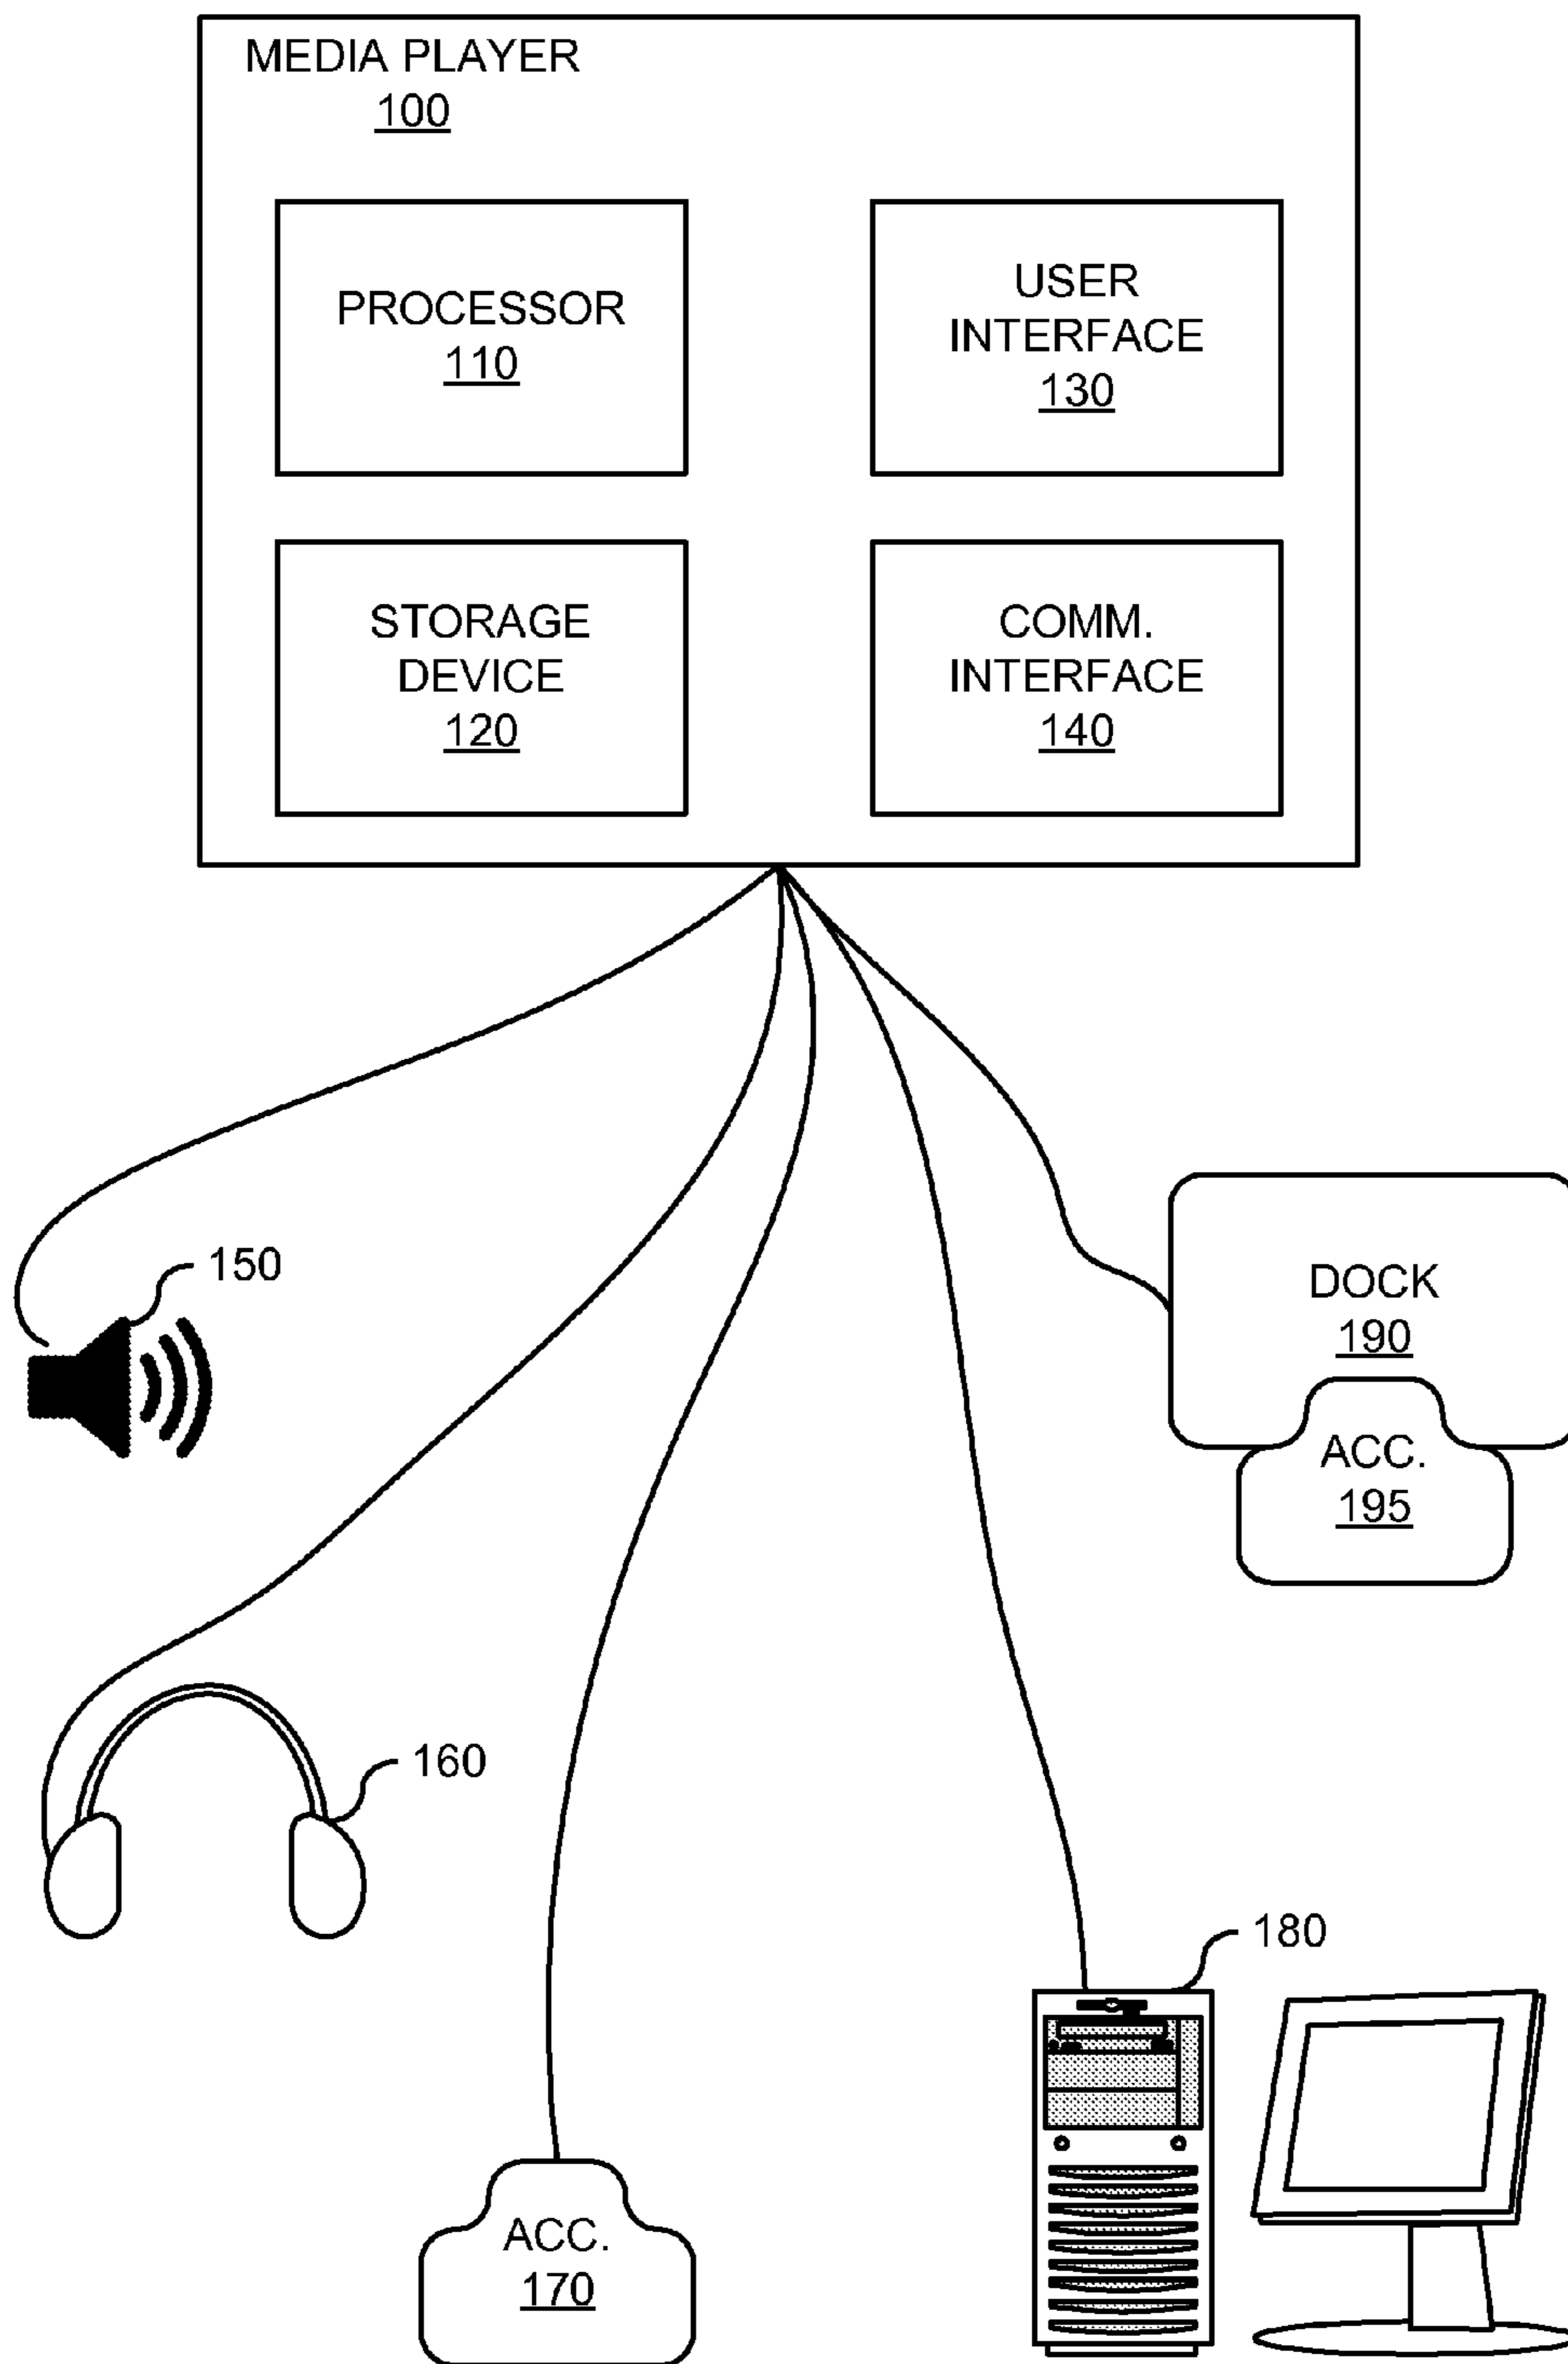 MEDIA PLAYER
100
PROCESSOR
110
USER
INTERFACE
130
STORAGE
DEVICE
120
COMM.
INTERFACE
140
150
DOCK
190
ACC.
195
160
180
ACC.
170